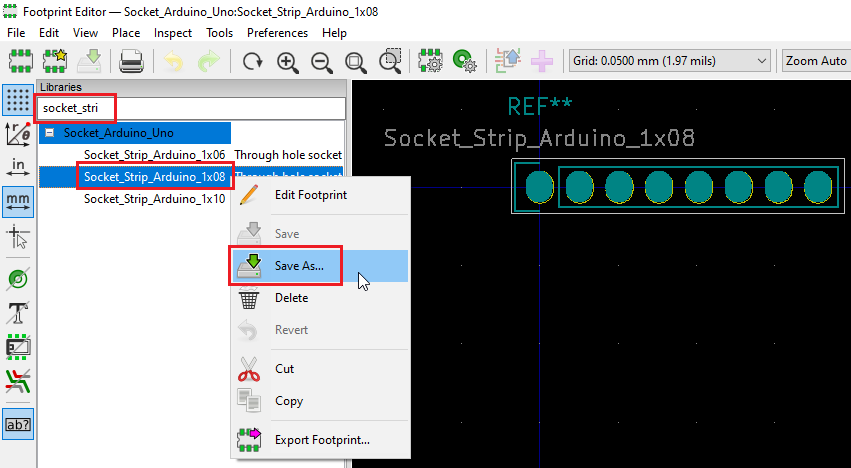 Footprint Editor — Socket_Arduino_Uno:Socket_Strip_Arduino_1x08
File Edit View Place Inspect Tools Preferences Help
Grid: 0.0500 mm (1.97 mils) Zoom Auto
Libraries
socket_stri
Socket_Arduino_Uno
Socket_Strip_Arduino_1x06 Through hole socket
Socket_Strip_Arduino_1x08 Through hole socket
Socket_Strip_Arduino_1x10
in
mm
ab?
Edit Footprint
Save
Save As...
Delete
Revert
Cut
Copy
Export Footprint...
REF**
Socket_Strip_Arduino_1x08